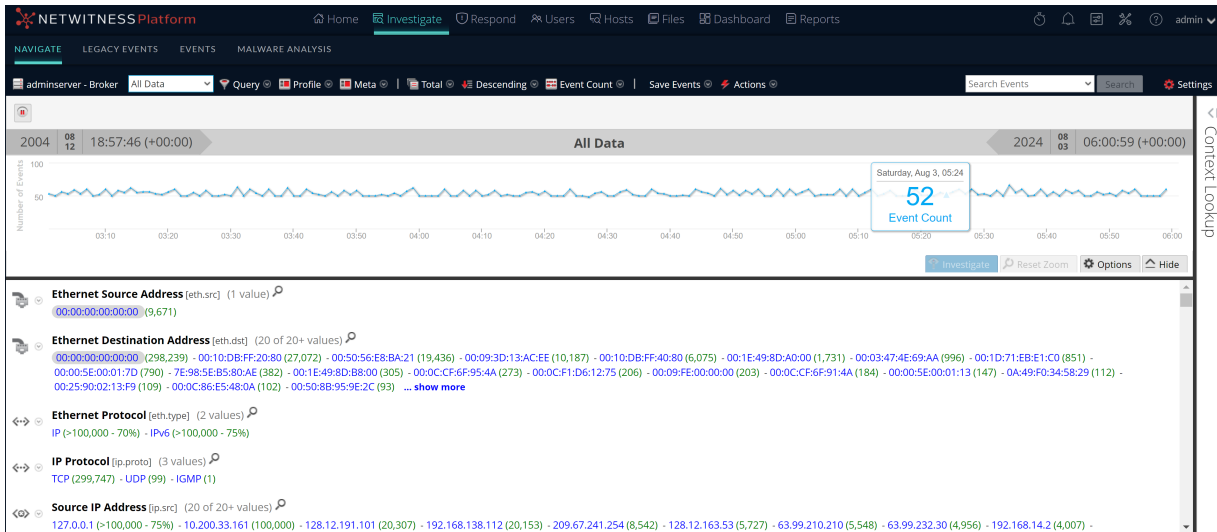 NETWITNESS Platform Home Investigate Respond Users Hosts Files Dashboard Reports admin
NAVIGATE LEGACY EVENTS EVENTS MALWARE ANALYSIS
adminserver - Broker All Data Query Profile Meta | Total Descending Event Count | Save Events Actions Search Events Search Settings
2004 08 12 18:57:46 (+00:00) All Data 2024 08 03 06:00:59 (+00:00)
Context Lookup
Number of Events
100
50
Saturday, Aug 3, 05:24
52
Event Count
03:10 03:20 03:30 03:40 03:50 04:00 04:10 04:20 04:30 04:40 04:50 05:00 05:10 05:20 05:30 05:40 05:50 06:00
Investigate Reset Zoom Options Hide
Ethernet Source Address [eth.src] (1 value)
00:00:00:00:00:00 (9,671)
Ethernet Destination Address [eth.dst] (20 of 20+ values)
00:00:00:00:00:00 (298,239) - 00:10:DB:FF:20:80 (27,072) - 00:50:56:E8:BA:21 (19,436) - 00:09:3D:13:AC:EE (10,187) - 00:10:DB:FF:40:80 (6,075) - 00:1E:49:8D:A0:00 (1,731) - 00:03:47:4E:69:AA (996) - 00:1D:71:EB:E1:C0 (851) -
00:00:5E:00:01:7D (790) - 7E:98:5E:B5:80:AE (382) - 00:1E:49:8D:B8:00 (305) - 00:0C:CF:6F:95:4A (273) - 00:0C:F1:D6:12:75 (206) - 00:09:FE:00:00:00 (203) - 00:0C:CF:6F:91:4A (184) - 00:00:5E:00:01:13 (147) - 0A:49:F0:34:58:29 (112) -
00:25:90:02:13:F9 (109) - 00:0C:86:E5:48:0A (102) - 00:50:8B:95:9E:2C (93) ... show more
Ethernet Protocol [eth.type] (2 values)
IP (>100,000 - 70%) - IPv6 (>100,000 - 75%)
IP Protocol [ip.proto] (3 values)
TCP (299,747) - UDP (99) - IGMP (1)
Source IP Address [ip.src] (20 of 20+ values)
127.0.0.1 (>100,000 - 75%) - 10.200.33.161 (100,000) - 128.12.191.101 (20,307) - 192.168.138.112 (20,153) - 209.67.241.254 (8,542) - 128.12.163.53 (5,727) - 63.99.210.210 (5,548) - 63.99.232.30 (4,956) - 192.168.14.2 (4,007) -